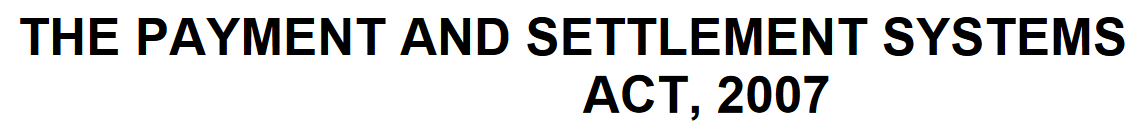 THE PAYMENT AND SETTLEMENT SYSTEMS
ACT, 2007